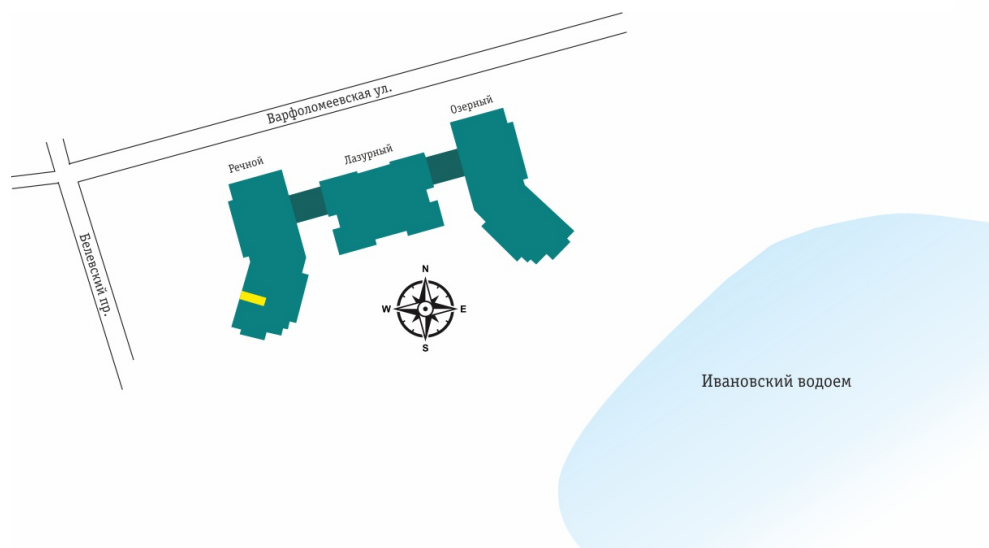 Варфоломеевская ул.
Озерный
Лазурный
Речной
Белевский пр.
N
W
E
S
Ивановский водоем